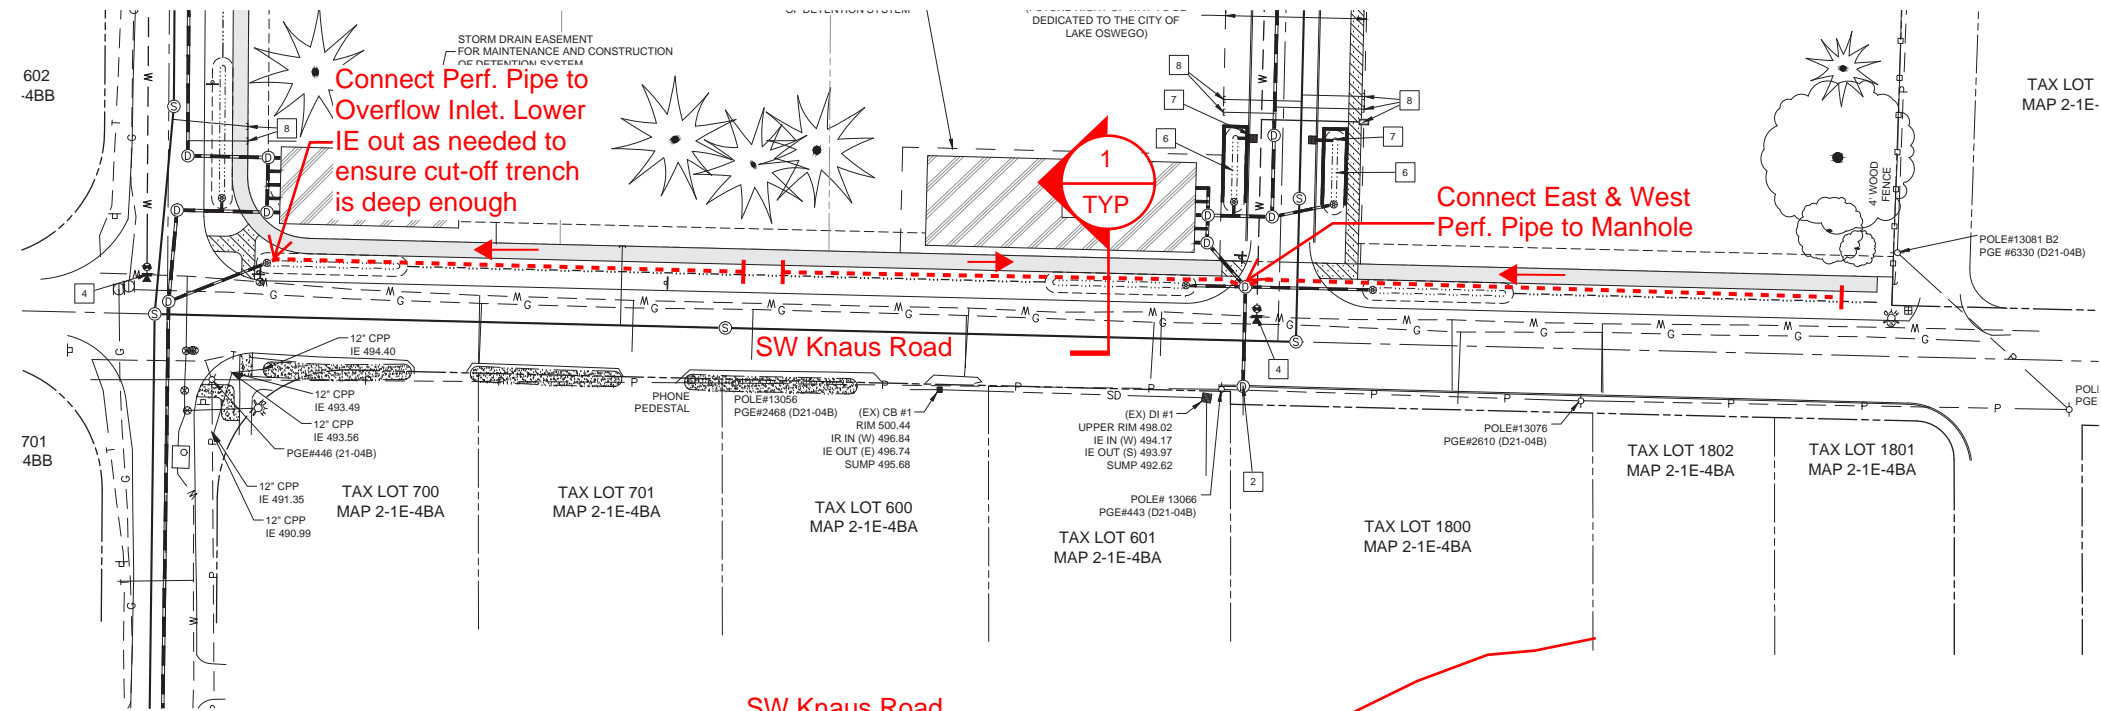 OF DETENTION SYSTEM
DEDICATED TO THE CITY OF
LAKE OSWEGO)
STORM DRAIN EASEMENT
FOR MAINTENANCE AND CONSTRUCTION
OF DETENTION SYSTEM
602
-4BB
Connect Perf. Pipe to
Overflow Inlet. Lower
IE out as needed to
ensure cut-off trench
is deep enough
8
8
8
7
7
6
6
1
TYP
Connect East & West
Perf. Pipe to Manhole
4' WOOD
FENCE
TAX LOT
MAP 2-1E-
POLE#13081 B2
PGE #6330 (D21-04B)
4
4
SW Knaus Road
12" CPP
IE 494.40
12" CPP
IE 493.49
12" CPP
IE 493.56
PGE#446 (21-04B)
12" CPP
IE 491.35
12" CPP
IE 490.99
701
4BB
PHONE
PEDESTAL
POLE#13056
PGE#2468 (D21-04B)
(EX) CB #1
RIM 500.44
IR IN (W) 496.84
IE OUT (E) 496.74
SUMP 495.68
SD
(EX) DI #1
UPPER RIM 498.02
IE IN (W) 494.17
IE OUT (S) 493.97
SUMP 492.62
POLE# 13066
PGE#443 (D21-04B)
2
POLE#13076
PGE#2610 (D21-04B)
POL
PGE
TAX LOT 700
MAP 2-1E-4BA
TAX LOT 701
MAP 2-1E-4BA
TAX LOT 600
MAP 2-1E-4BA
TAX LOT 601
MAP 2-1E-4BA
TAX LOT 1800
MAP 2-1E-4BA
TAX LOT 1802
MAP 2-1E-4BA
TAX LOT 1801
MAP 2-1E-4BA
SW Knaus Road